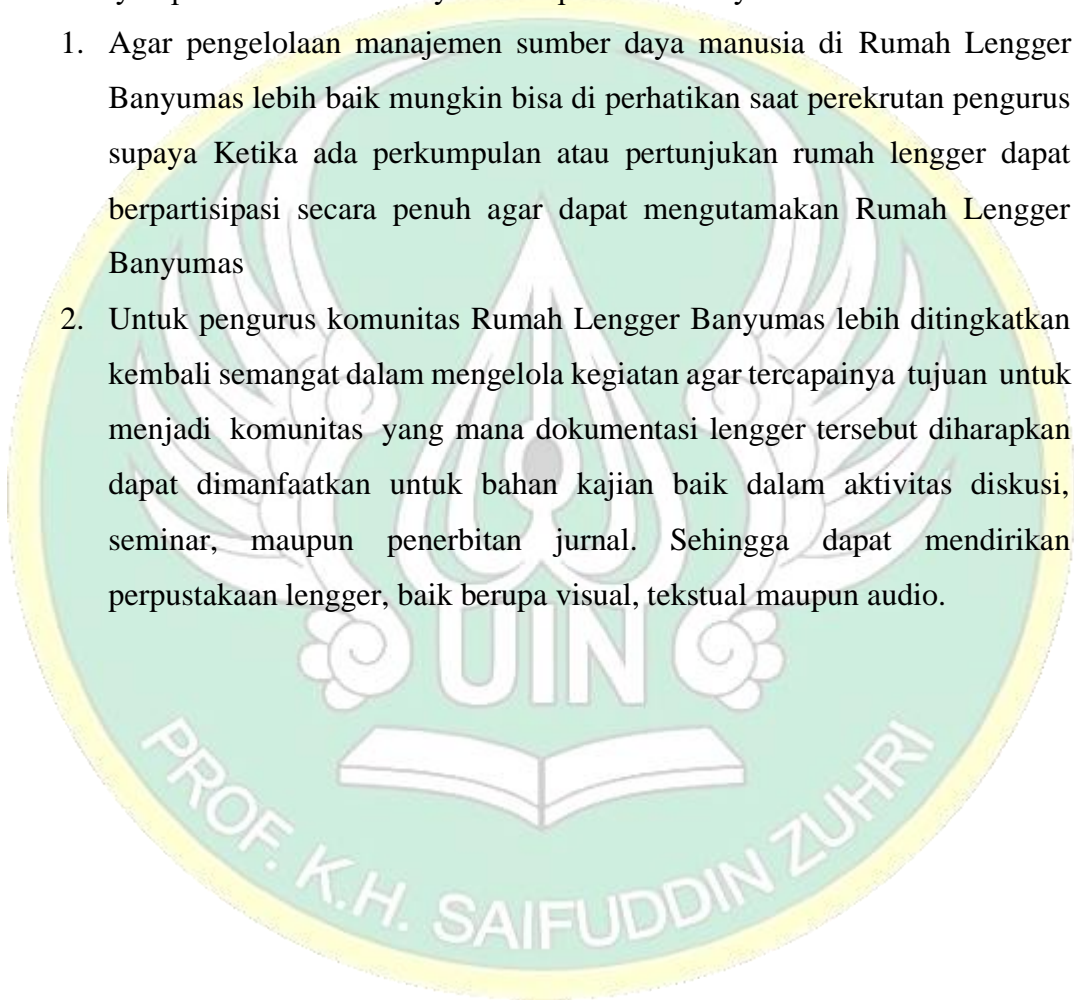 1. Agar pengelolaan manajemen sumber daya manusia di Rumah Lengger
Banyumas lebih baik mungkin bisa di perhatikan saat perekrutan pengurus
supaya Ketika ada perkumpulan atau pertunjukan rumah lengger dapat
berpartisipasi secara penuh agar dapat mengutamakan Rumah Lengger
Banyumas
2. Untuk pengurus komunitas Rumah Lengger Banyumas lebih ditingkatkan
kembali semangat dalam mengelola kegiatan agar tercapainya tujuan untuk
menjadi komunitas yang mana dokumentasi lengger tersebut diharapkan
dapat dimanfaatkan untuk bahan kajian baik dalam aktivitas diskusi,
seminar, maupun penerbitan jurnal. Sehingga dapat mendirikan
perpustakaan lengger, baik berupa visual, tekstual maupun audio.
UIN
PROF. K.H. SAIFUDDIN ZUHRI